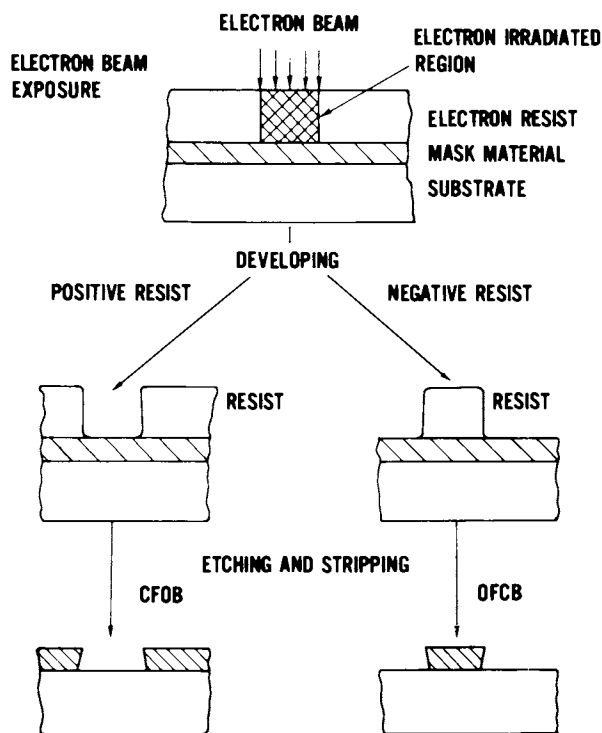 ELECTRON BEAM
ELECTRON BEAM
EXPOSURE
ELECTRON IRRADIATED
REGION
ELECTRON RESIST
MASK MATERIAL
SUBSTRATE
DEVELOPING
POSITIVE RESIST
NEGATIVE RESIST
RESIST
RESIST
ETCHING AND STRIPPING
CFOB
OFCB